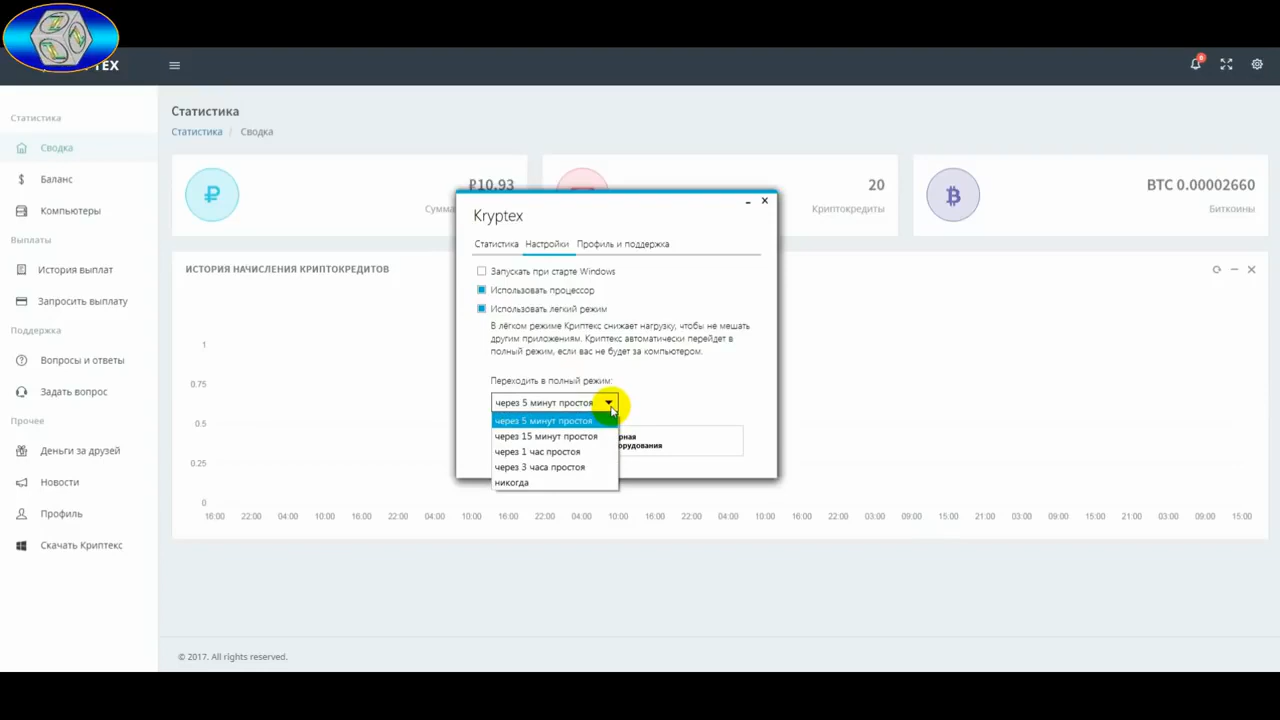 TEX
6
Статистика
Сводка
Баланс
Компьютеры
Выплаты
История выплат
Запросить выплату
Поддержка
Вопросы и ответы
Задать вопрос
Прочее
Деньги за друзей
Новости
Профиль
Скачать Криптекс
Статистика
Статистика / Сводка
₽10.93
Сумма
20
Криптокредиты
BTC 0.00002660
Биткоины
ИСТОРИЯ НАЧИСЛЕНИЯ КРИПТОКРЕДИТОВ
1
0.75
0.5
0.25
0
16:00 22:00 04:00 10:00 16:00 22:00 04:00 10:00 22:00 04:00 10:00 16:00 22:00 04:00 10:00 16:00 22:00 03:00 09:00 15:00 21:00 03:00 09:00 15:00 21:00 03:00 09:00 15:00
Kryptex
Статистика Настройки Профиль и поддержка
Запускать при старте Windows
Использовать процессор
Использовать легкий режим
В лёгком режиме Криптекс снижает нагрузку, чтобы не мешать
другим приложениям. Криптекс автоматически перейдет в
полный режим, если вас не будет за компьютером.
Переходить в полный режим:
через 5 минут простоя
через 5 минут простоя
через 15 минут простоя
через 1 час простоя
через 3 часа простоя
никогда
рная
орудования
© 2017. All rights reserved.